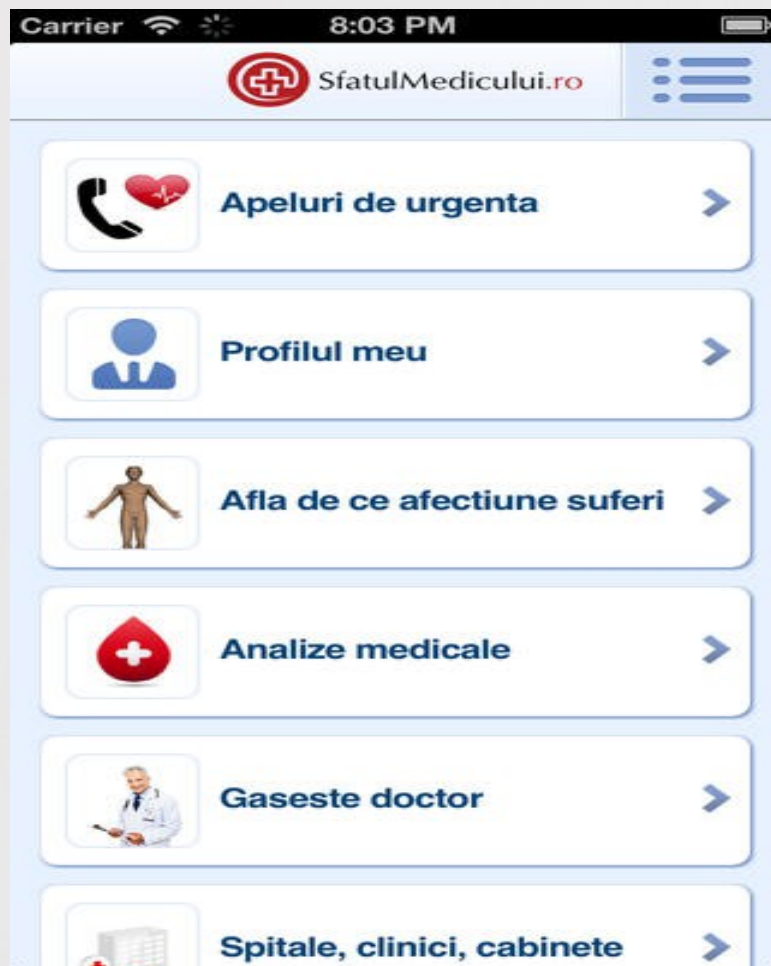 Carrier 8:03 PM
SfatulMedicului.ro
Apeluri de urgenta
Profilul meu
Afla de ce afectiune suferi
Analize medicale
Gaseste doctor
Spitale, clinici, cabinete